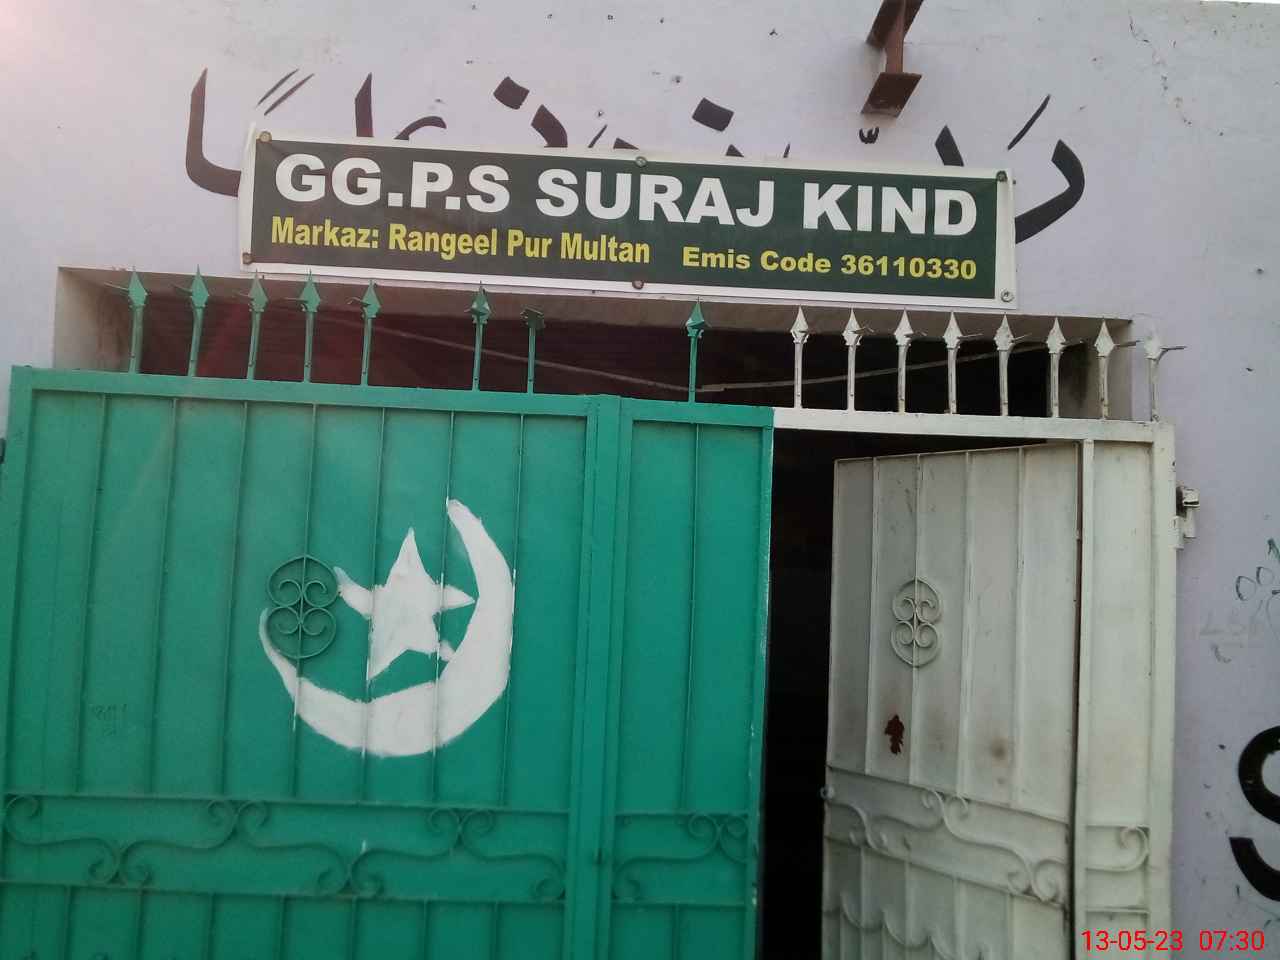 GG.P.S SURAJ KIND
Markaz: Rangeel Pur Multan Emis Code 36110330
13-05-23 07:30